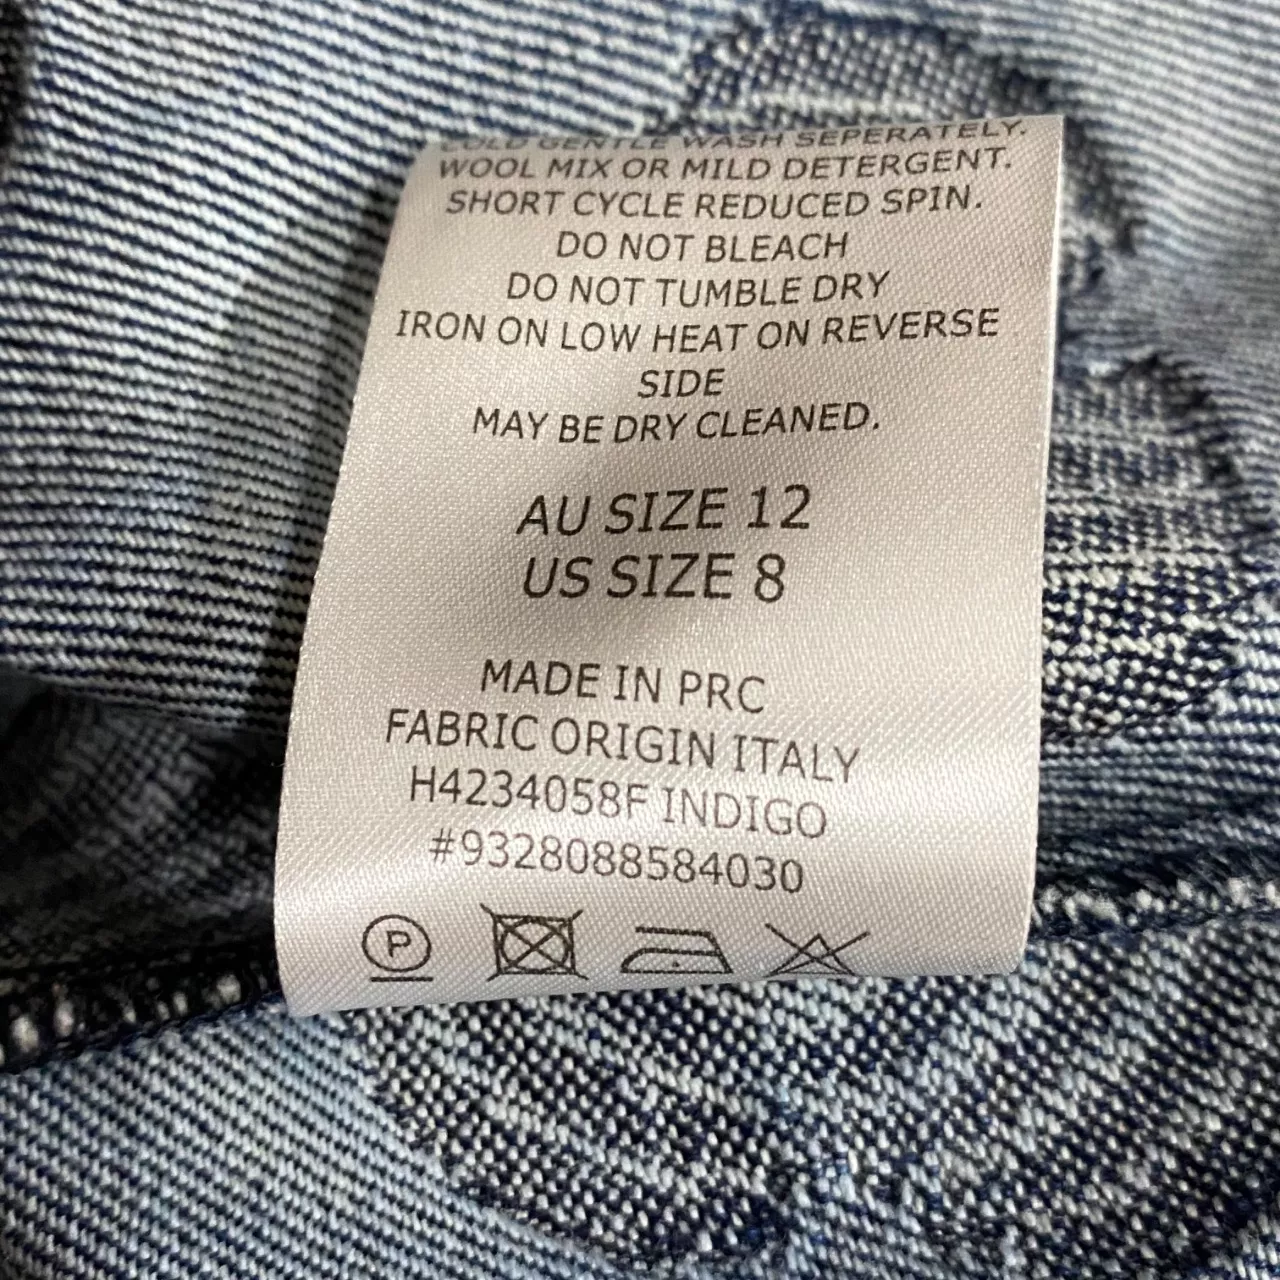 COLD GENTLE WASH SEPERATELY.
WOOL MIX OR MILD DETERGENT.
SHORT CYCLE REDUCED SPIN.
DO NOT BLEACH
DO NOT TUMBLE DRY
IRON ON LOW HEAT ON REVERSE
SIDE
MAY BE DRY CLEANED.
AU SIZE 12
US SIZE 8
MADE IN PRC
FABRIC ORIGIN ITALY
H4234058F INDIGO
#9328088584030
P